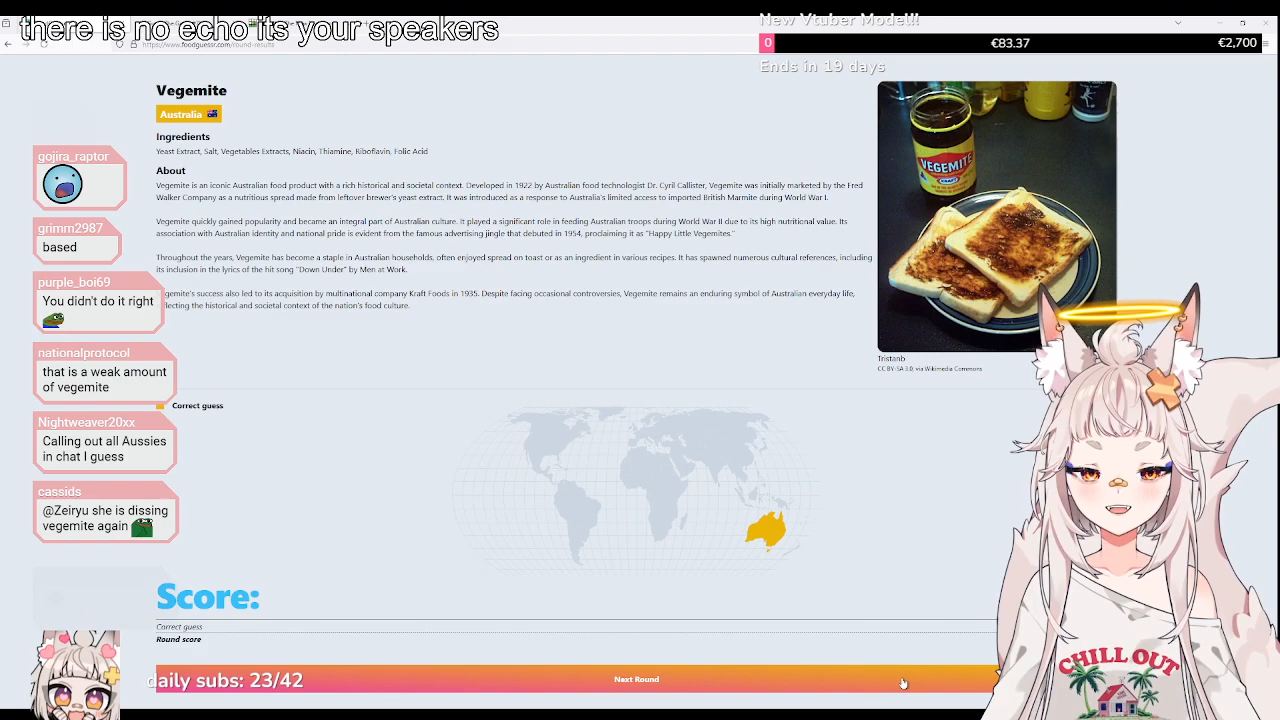 there is no echo its your speakers
https://www.foodguessr.com/round-results
New Vtuber Model!!
0
€83.37
€2,700
Ends in 19 days
Vegemite
Australia
Ingredients
Yeast Extract, Salt, Vegetables Extracts, Niacin, Thiamine, Riboflavin, Folic Acid
About
Vegemite is an iconic Australian food product with a rich historical and societal context. Developed in 1922 by Australian food technologist Dr. Cyril Callister, Vegemite was initially marketed by the Fred
Walker Company as a nutritious spread made from leftover brewer's yeast extract. It was introduced as a response to Australia's limited access to imported British Marmite during World War I.
Vegemite quickly gained popularity and became an integral part of Australian culture. It played a significant role in feeding Australian troops during World War II due to its high nutritional value. Its
association with Australian identity and national pride is evident from the famous advertising jingle that debuted in 1954, proclaiming it as "Happy Little Vegemites."
Throughout the years, Vegemite has become a staple in Australian households, often enjoyed spread on toast or as an ingredient in various recipes. It has spawned numerous cultural references, including
its inclusion in the lyrics of the hit song "Down Under" by Men at Work.
egemite's success also led to its acquisition by multinational company Kraft Foods in 1935. Despite facing occasional controversies, Vegemite remains an enduring symbol of Australian everyday life,
flecting the historical and societal context of the nation's food culture.
VEGEMITE
KRAFT
Tristanb
CC BY-SA 3.0, via Wikimedia Commons
gojira_raptor
grimm2987
based
purple_boi69
You didn't do it right
nationalprotocol
that is a weak amount
of vegemite
Nightweaver20xx
Calling out all Aussies
in chat I guess
cassids
@Zeiryu she is dissing
vegemite again
Correct guess
Score:
Correct guess
Round score
daily subs: 23/42
Next Round
CHILL OUT